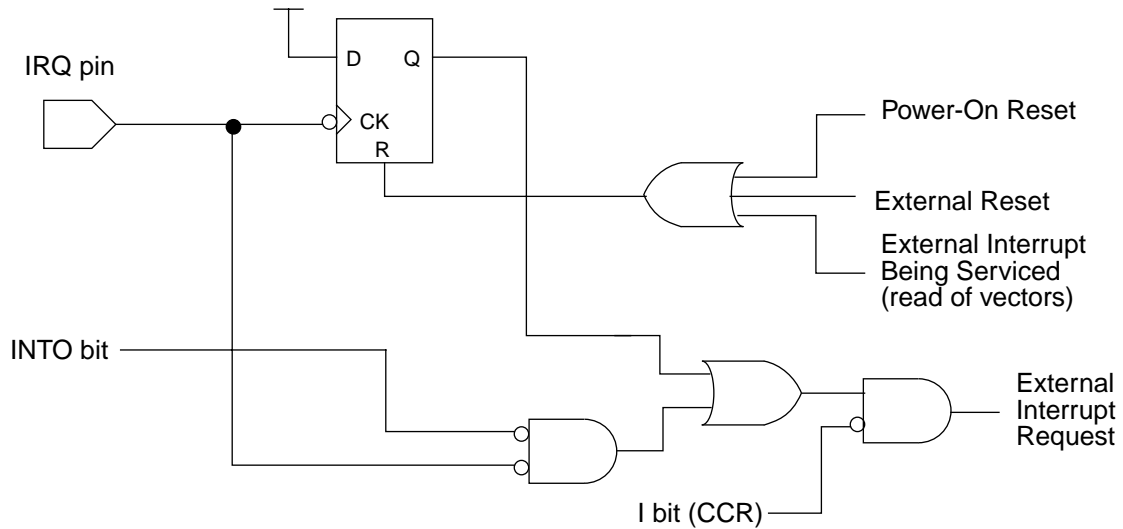 IRQ pin
D
Q
CK
R
Power-On Reset
External Reset
External Interrupt
Being Serviced
(read of vectors)
INTO bit
External
Interrupt
Request
I bit (CCR)